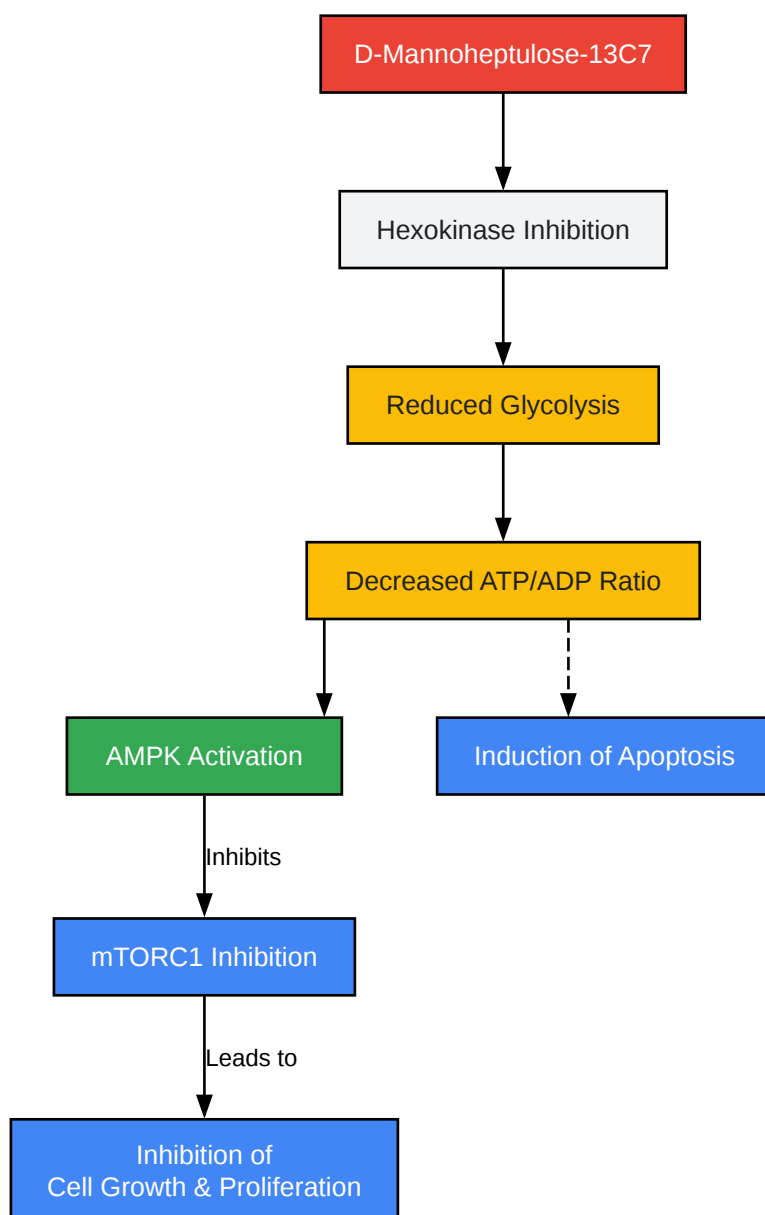 D-Mannoheptulose-13C7
Hexokinase Inhibition
Reduced Glycolysis
Decreased ATP/ADP Ratio
AMPK Activation
Induction of Apoptosis
Inhibits
mTORC1 Inhibition
Leads to
Inhibition of
Cell Growth & Proliferation